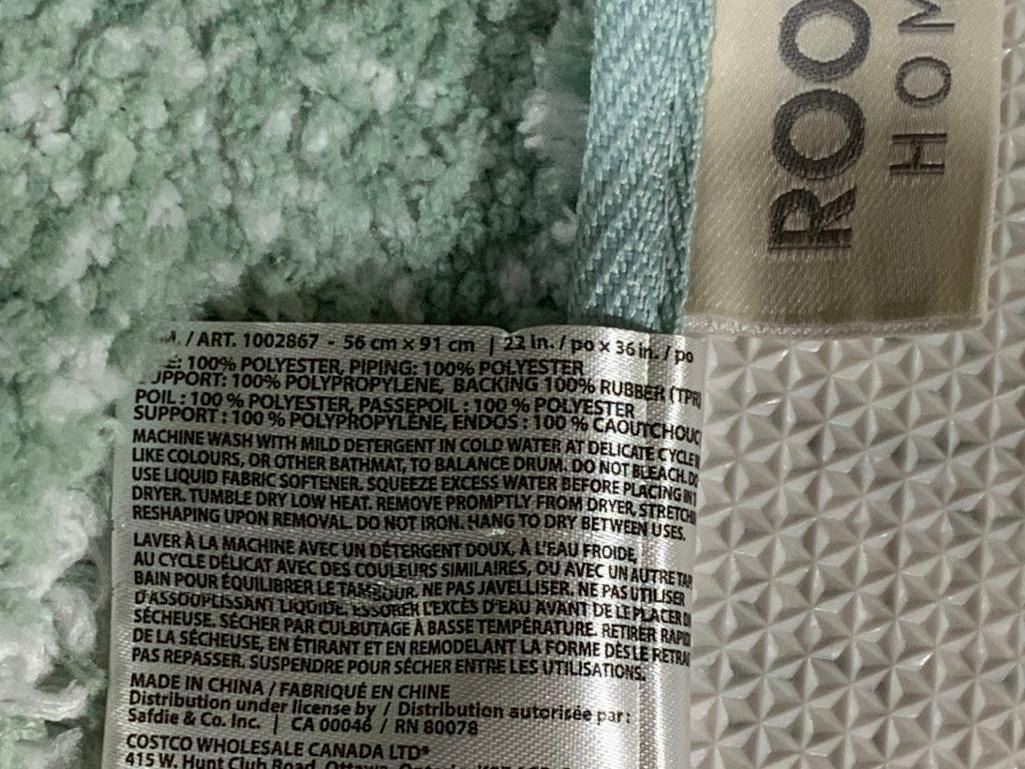 ROO
HOM
./ART. 1002867 - 56 cm x 91 cm | 22 in. / po x 36 in. / po
: 100% POLYESTER, PIPING: 100% POLYESTER
UPPORT: 100% POLYPROPYLENE, BACKING 100% RUBBER (TPR
POIL : 100 % POLYESTER, PASSEPOIL : 100 % POLYESTER
SUPPORT : 100 % POLYPROPYLÈNE, ENDOS : 100 % CAOUTCHOUC
MACHINE WASH WITH MILD DETERGENT IN COLD WATER AT DELICATE CYCLE
LIKE COLOURS, OR OTHER BATHMAT, TO BALANCE DRUM. DO NOT BLEACH. DO
USE LIQUID FABRIC SOFTENER. SQUEEZE EXCESS WATER BEFORE PLACING IN
DRYER. TUMBLE DRY LOW HEAT. REMOVE PROMPTLY FROM DRYER, STRETCHI
RESHAPING UPON REMOVAL. DO NOT IRON. HANG TO DRY BETWEEN USES.
LAVER À LA MACHINE AVEC UN DÉTERGENT DOUX, À L'EAU FROIDE,
AU CYCLE DÉLICAT AVEC DES COULEURS SIMILAIRES, OU AVEC UN AUTRE TAP
BAIN POUR ÉQUILIBRER LE TAMBOUR. NE PAS JAVELLISER. NE PAS UTILISER
D'ASSOUPLISSANT LIQUIDE. ESSORER L'EXCÈS D'EAU AVANT DE LE PLACER D
SÉCHEUSE. SÉCHER PAR CULBUTAGE À BASSE TEMPÉRATURE. RETIRER RAPID
DE LA SÉCHEUSE, EN ÉTIRANT ET EN REMODELANT LA FORME DÈS LE RETRAI
PAS REPASSER. SUSPENDRE POUR SÉCHER ENTRE LES UTILISATIONS.
MADE IN CHINA / FABRIQUÉ EN CHINE
Distribution under license by / Distribution autorisée par :
Safdie & Co. Inc. | CA 00046 / RN 80078
COSTCO WHOLESALE CANADA LTD*
415 W. Hunt Club Road, Ottawa,